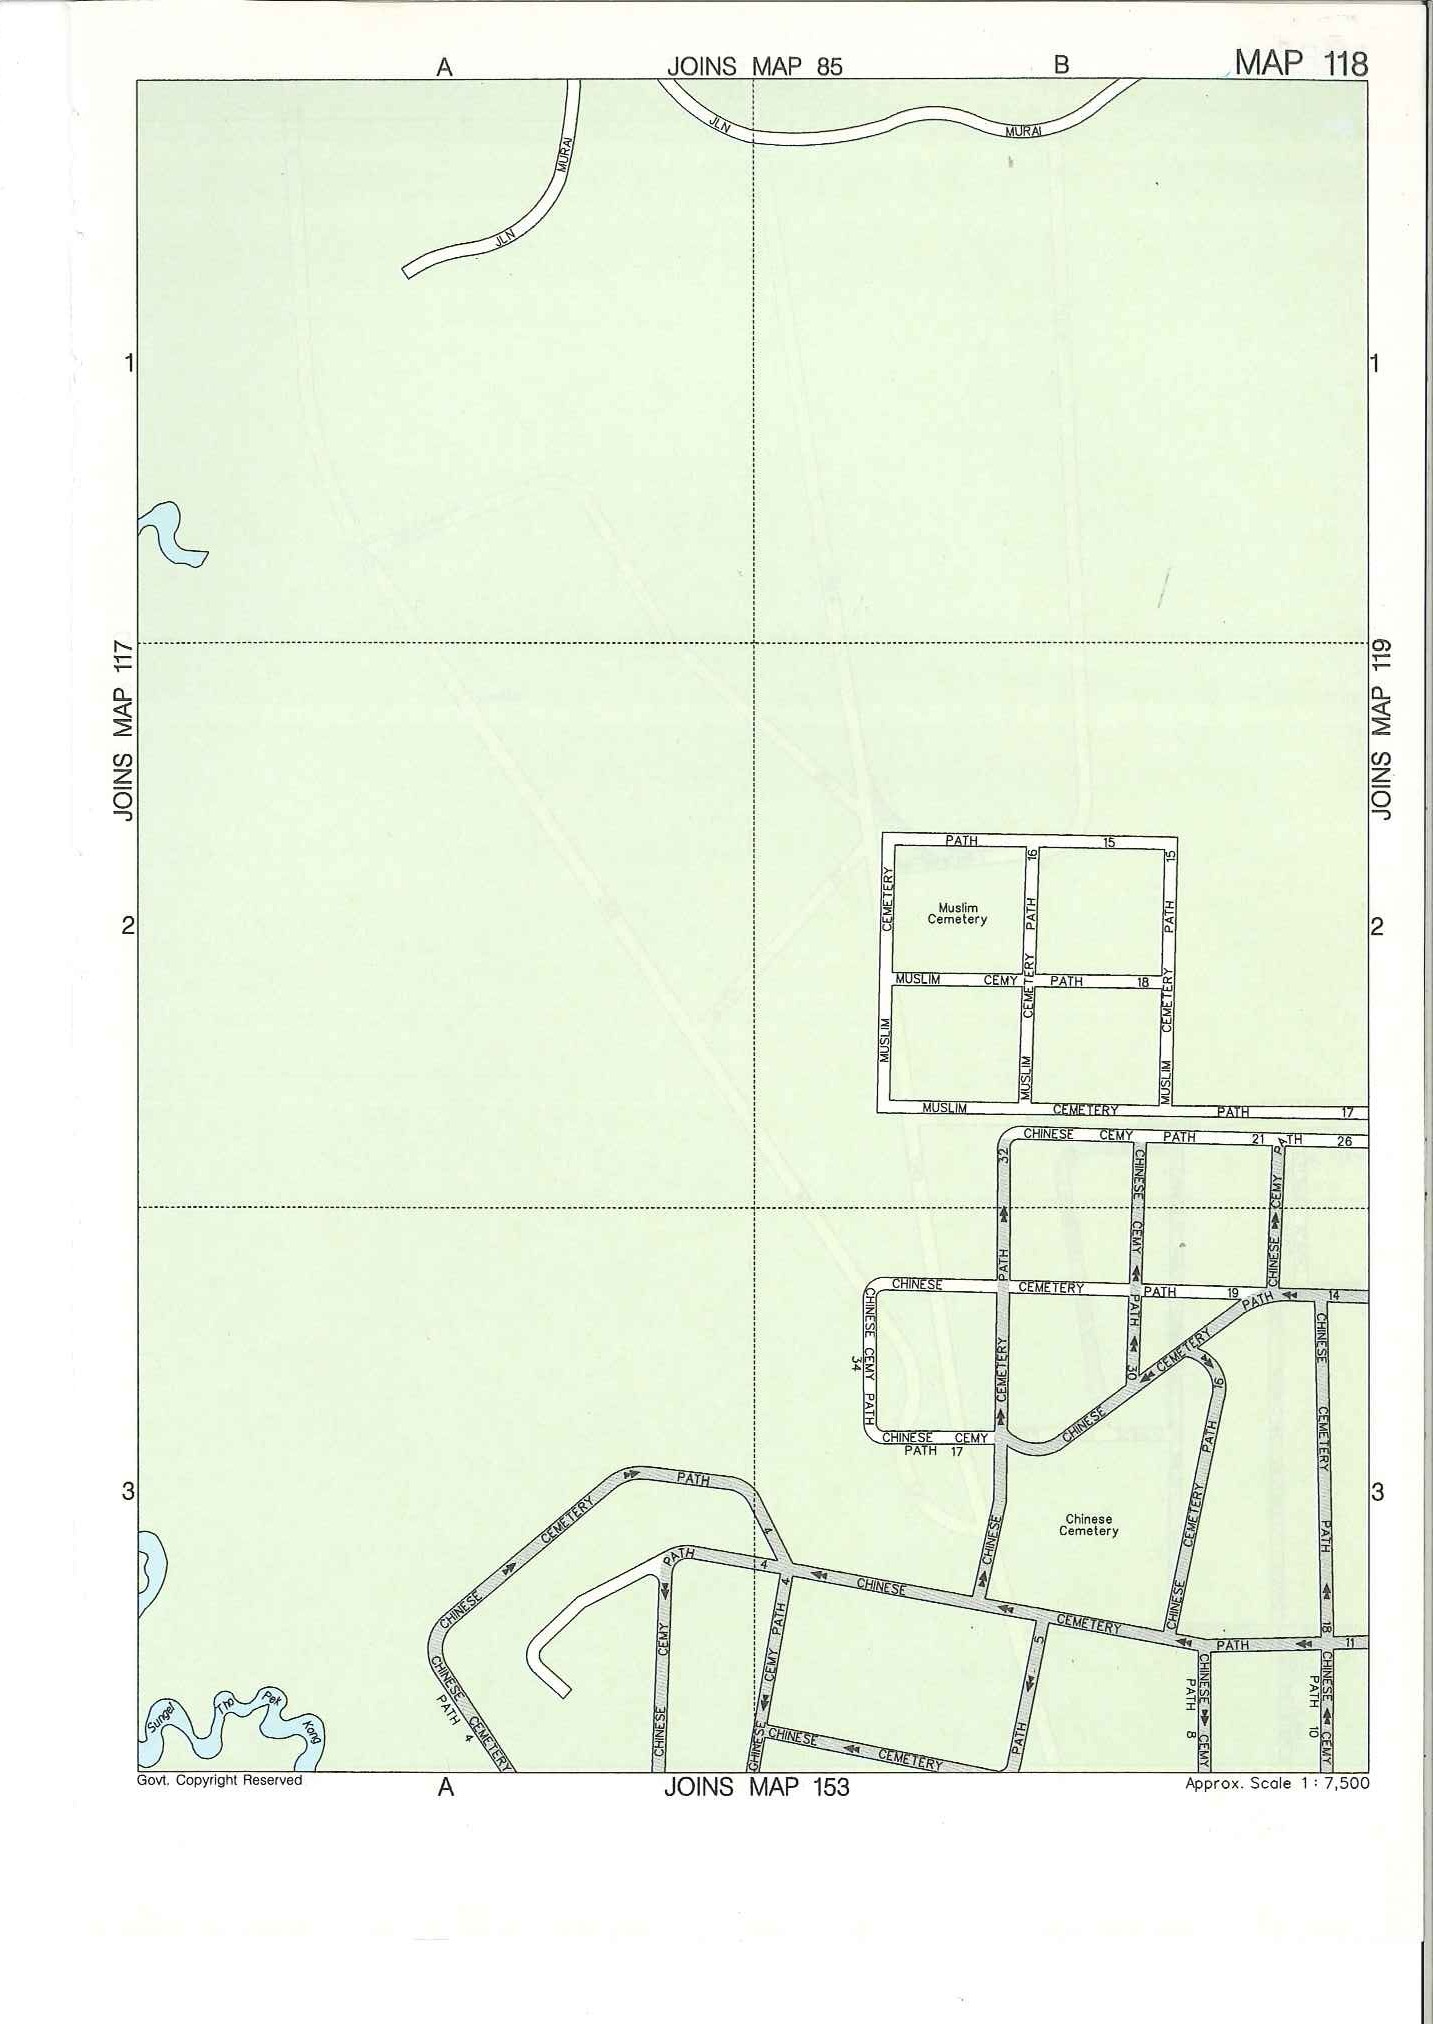 A JOINS MAP 85 B MAP 118
JLN MURAI
JLN MURAI
1 1
JOINS MAP 117
JOINS MAP 119
2 2
PATH 15
MUSLIM CEMETERY
MUSLIM CEMETERY PATH 16
MUSLIM CEMETERY PATH 15
Muslim
Cemetery
MUSLIM CEMY PATH 18
MUSLIM CEMETERY PATH 17
CHINESE CEMY PATH 26
CHINESE CEMETERY PATH 32
CHINESE CEMY PATH 30
CHINESE CEMY PATH 21
CHINESE CEMETERY PATH 19
CHINESE CEMETERY PATH 14
CHINESE CEMY PATH
34
CHINESE CEMY
PATH 17
CHINESE CEMETERY PATH 16
CHINESE CEMETERY PATH 18
3 3
Chinese
Cemetery
CHINESE CEMETERY PATH 4
CHINESE CEMETERY
PATH 4
CHINESE CEMY PATH 4
CHINESE CEMY PATH 4
CHINESE CEMETERY PATH 11
PATH 5
CHINESE CEMETERY
CHINESE CEMY
PATH 8
CHINESE CEMY
PATH 10
Sungei Tho Pek Kong
Govt. Copyright Reserved
A JOINS MAP 153
Approx. Scale 1 : 7,500